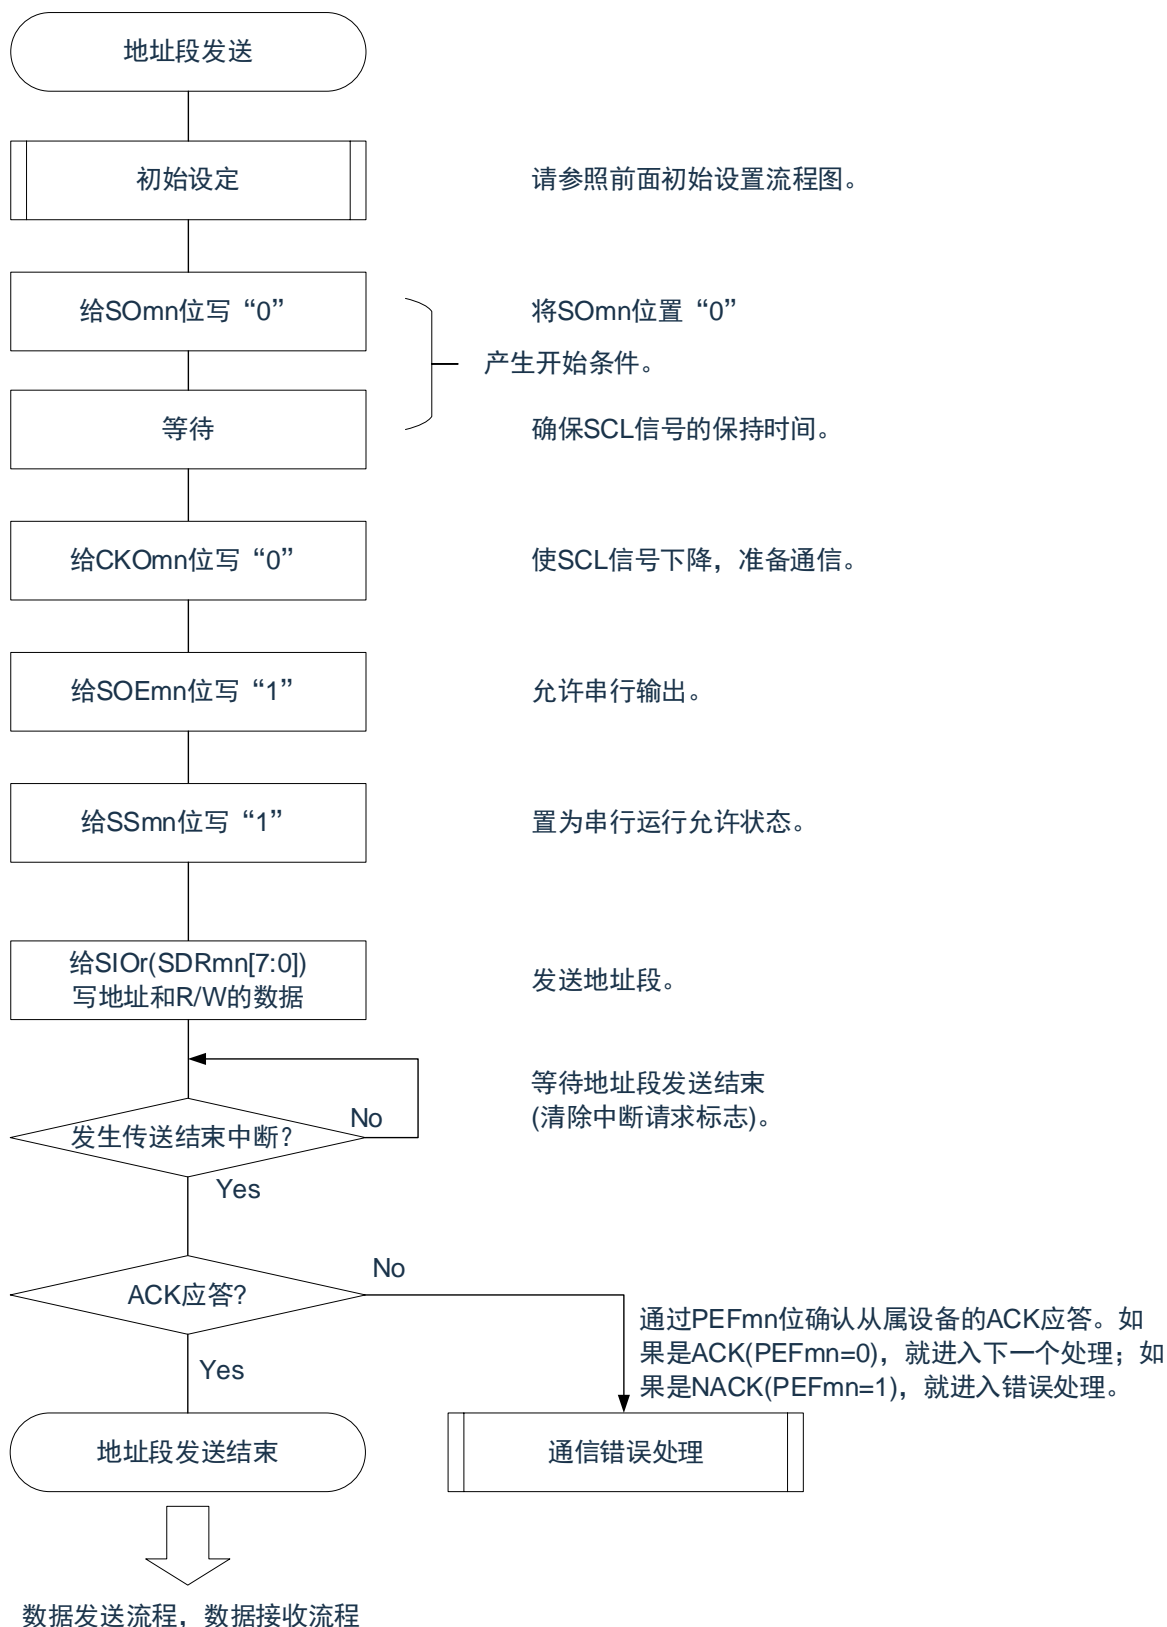 地址段发送
初始设定
请参照前面初始设置流程图。
给SOmn位写“0”
将SOmn位置“0”
产生开始条件。
等待
确保SCL信号的保持时间。
给CKOmn位写“0”
使SCL信号下降，准备通信。
给SOEmn位写“1”
允许串行输出。
给SSmn位写“1”
置为串行运行允许状态。
给SIOr(SDRmn[7:0])
写地址和R/W的数据
发送地址段。
等待地址段发送结束
(清除中断请求标志)。
发生传送结束中断?
No
Yes
ACK应答?
No
通过PEFmn位确认从属设备的ACK应答。如
果是ACK(PEFmn=0)，就进入下一个处理；如
果是NACK(PEFmn=1)，就进入错误处理。
Yes
地址段发送结束
通信错误处理
数据发送流程，数据接收流程